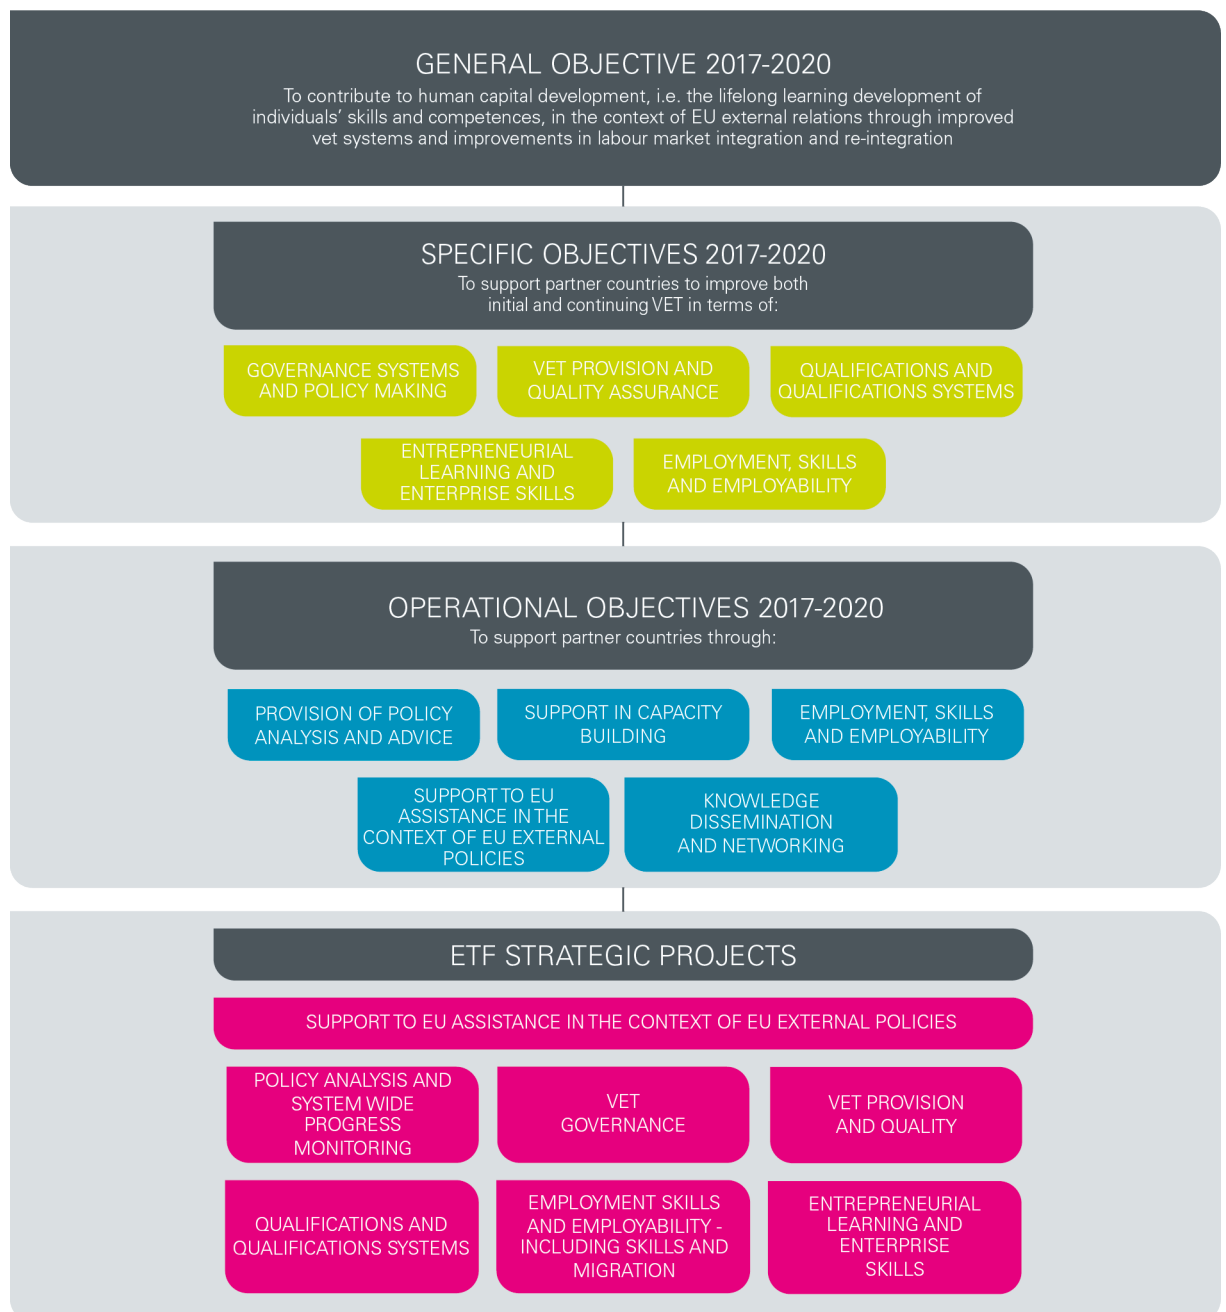 GENERAL OBJECTIVE 2017-2020
To contribute to human capital development, i.e. the lifelong learning development of
individuals’ skills and competences, in the context of EU external relations through improved
vet systems and improvements in labour market integration and re-integration
SPECIFIC OBJECTIVES 2017-2020
To support partner countries to improve both
initial and continuing VET in terms of:
GOVERNANCE SYSTEMS
AND POLICY MAKING
VET PROVISION AND
QUALITY ASSURANCE
QUALIFICATIONS AND
QUALIFICATIONS SYSTEMS
ENTREPRENEURIAL
LEARNING AND
ENTERPRISE SKILLS
EMPLOYMENT, SKILLS
AND EMPLOYABILITY
OPERATIONAL OBJECTIVES 2017-2020
To support partner countries through:
PROVISION OF POLICY
ANALYSIS AND ADVICE
SUPPORT IN CAPACITY
BUILDING
EMPLOYMENT, SKILLS
AND EMPLOYABILITY
SUPPORT TO EU
ASSISTANCE IN THE
CONTEXT OF EU EXTERNAL
POLICIES
KNOWLEDGE
DISSEMINATION
AND NETWORKING
ETF STRATEGIC PROJECTS
SUPPORT TO EU ASSISTANCE IN THE CONTEXT OF EU EXTERNAL POLICIES
POLICY ANALYSIS AND
SYSTEM WIDE
PROGRESS
MONITORING
VET
GOVERNANCE
VET PROVISION
AND QUALITY
QUALIFICATIONS AND
QUALIFICATIONS SYSTEMS
EMPLOYMENT SKILLS
AND EMPLOYABILITY -
INCLUDING SKILLS AND
MIGRATION
ENTREPRENEURIAL
LEARNING AND
ENTERPRISE
SKILLS